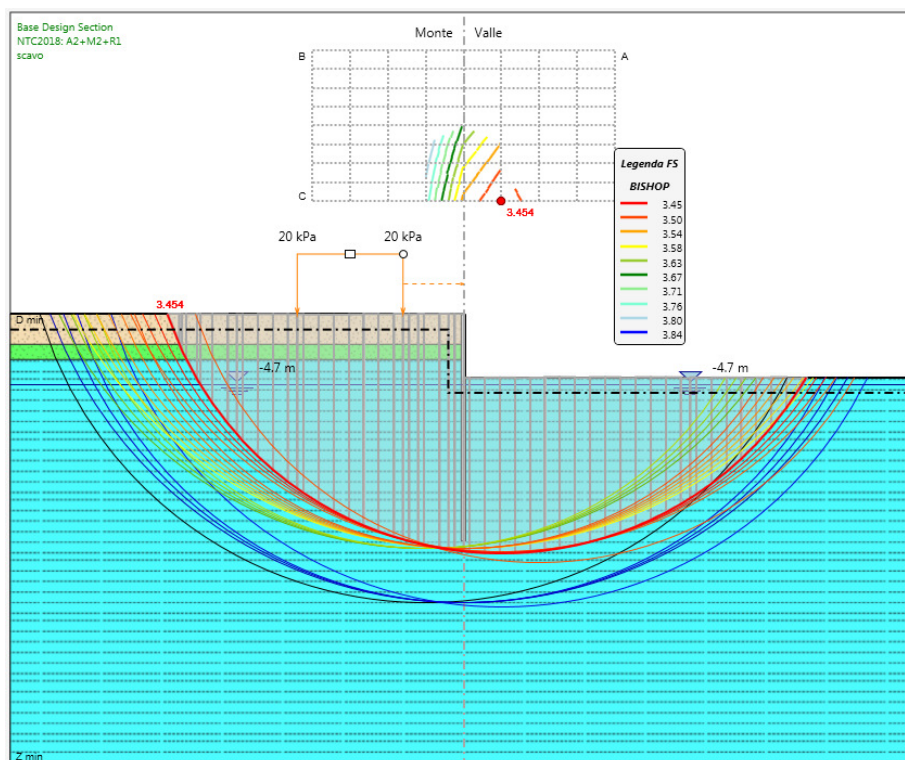 Base Design Section
NTC2018: A2+M2+R1
scavo
Monte
Valle
B
A
C
3.454
Legenda FS
BISHOP
3.45
3.50
3.54
3.58
3.63
3.67
3.71
3.76
3.80
3.84
20 kPa
20 kPa
3.454
D min
-4.7 m
-4.7 m
Z min